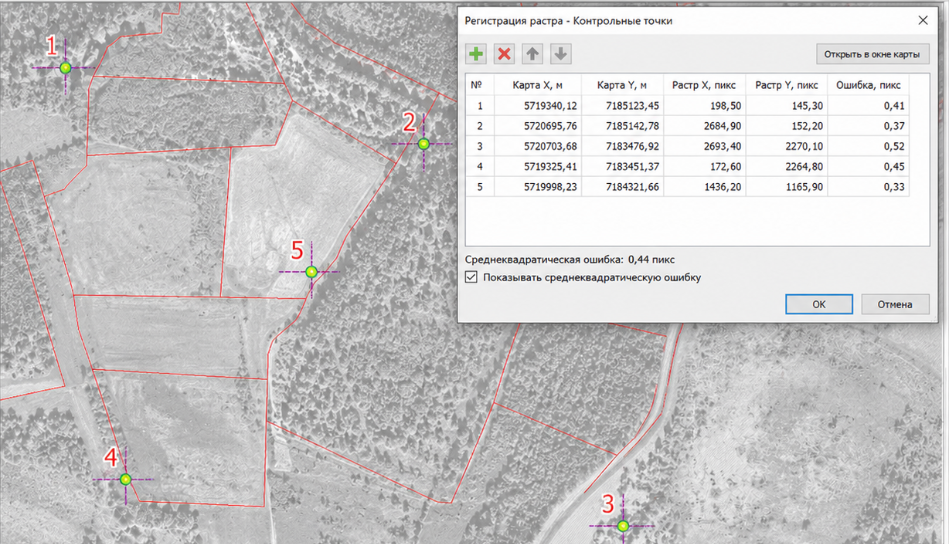 Регистрация растра - Контрольные точки
Открыть в окне карты
№ Карта X, м Карта Y, м Растр X, пикс Растр Y, пикс Ошибка, пикс
1 5719340,12 7185123,45 198,50 145,30 0,41
2 5720695,76 7185142,78 2684,90 152,20 0,37
3 5720703,68 7183476,92 2693,40 2270,10 0,52
4 5719325,41 7183451,37 172,60 2264,80 0,45
5 5719998,23 7184321,66 1436,20 1165,90 0,33
Среднеквадратическая ошибка: 0,44 пикс
Показывать среднеквадратическую ошибку
ОК Отмена
1
2
5
4
3